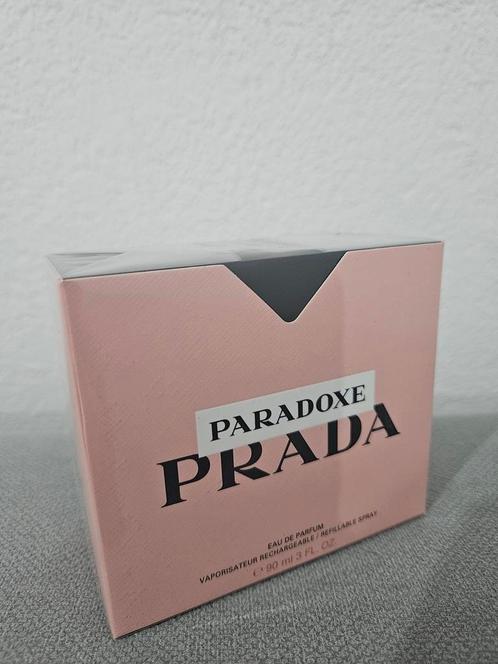 PARADOXE
PRADA
EAU DE PARFUM
VAPORISATEUR RECHARGEABLE / REFILLABLE SPRAY
℮ 90 ml 3 FL. OZ.